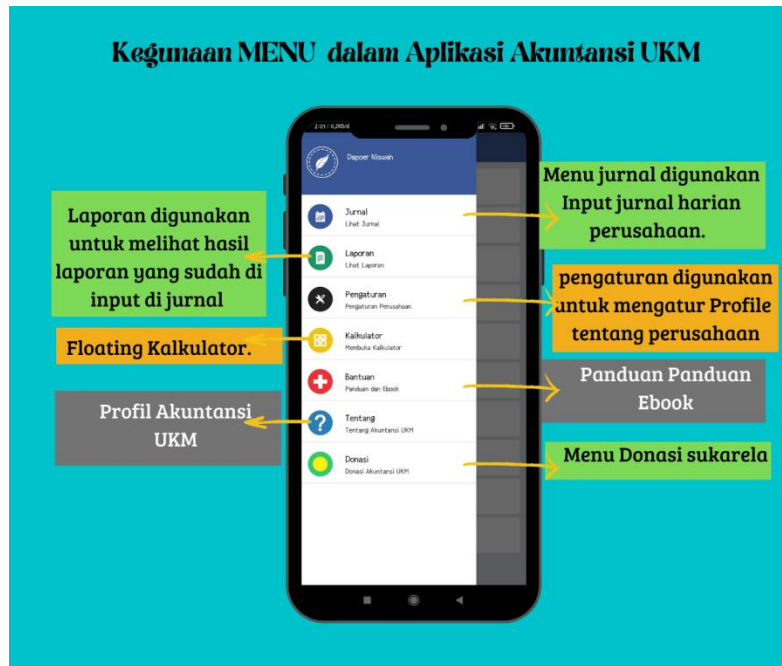 Kegunaan MENU dalam Aplikasi Akuntansi UKM
Dapoer Niswah
Jurnal
Lihat Jurnal
Laporan
Lihat Laporan
Pengaturan
Pengaturan Perusahaan
Kalkulator
Membuka Kalkulator
Bantuan
Panduan dan Ebook
Tentang
Tentang Akuntansi UKM
Donasi
Donasi Akuntansi UKM
Laporan digunakan
untuk melihat hasil
laporan yang sudah di
input di jurnal
Floating Kalkulator.
Profil Akuntansi
UKM
Menu jurnal digunakan
Input jurnal harian
perusahaan.
pengaturan digunakan
untuk mengatur Profile
tentang perusahaan
Panduan Panduan
Ebook
Menu Donasi sukarela